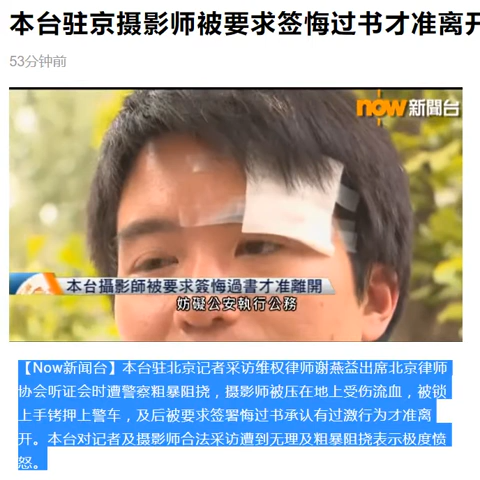 本台驻京摄影师被要求签悔过书才准离开
53分钟前
now新聞台
本台攝影師被要求簽悔過書才准離開
妨礙公安執行公務
【Now新闻台】本台驻北京记者采访维权律师谢燕益出席北京律师
协会听证会时遭警察粗暴阻挠，摄影师被压在地上受伤流血，被锁
上手铐押上警车，及后被要求签署悔过书承认有过激行为才准离
开。本台对记者及摄影师合法采访遭到无理及粗暴阻挠表示极度愤
怒。